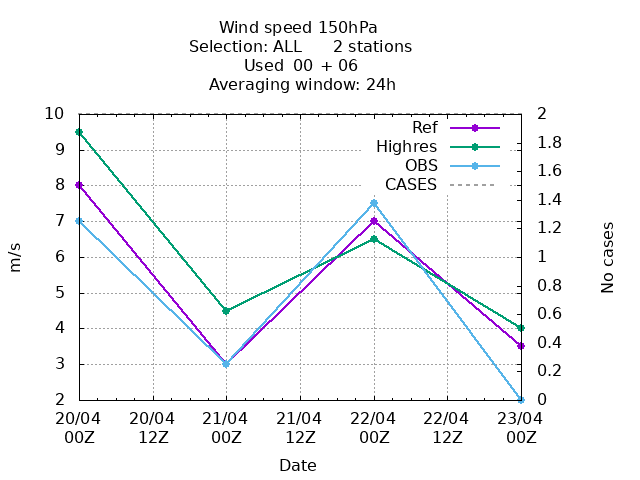 Wind speed 150hPa
Selection: ALL 2 stations
Used 00 + 06
Averaging window: 24h
10 2
Ref 1.8
9 Highres 1.6
8 OBS 1.4
CASES
7 1.2
6 1
5 0.8
0.6
4 0.4
3 0.2
2 0
m/s
No cases
20/04 20/04 21/04 21/04 22/04 22/04 23/04
00Z 12Z 00Z 12Z 00Z 12Z 00Z
Date